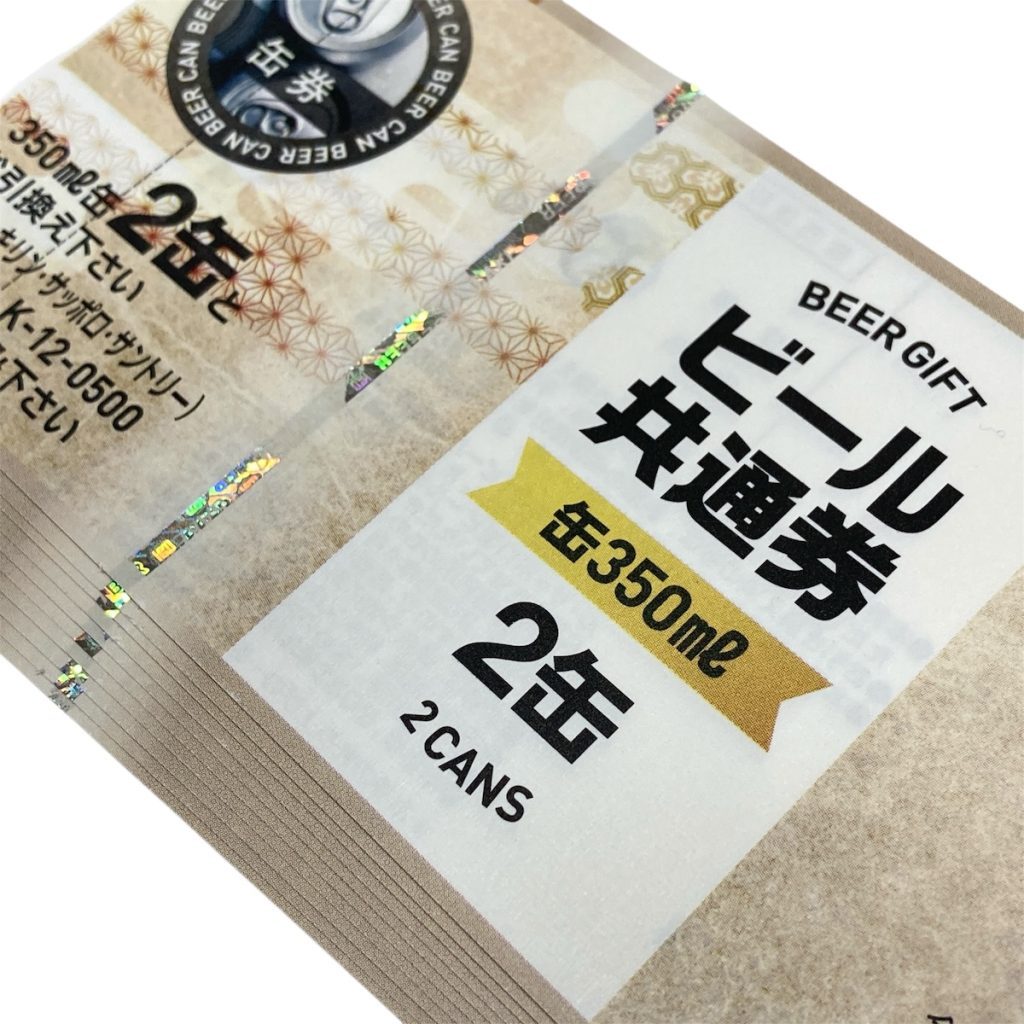 BEER CAN BEER CAN BEER CAN BEER
缶券
350㎖缶2缶と
引換え下さい
キリン・サッポロ・サントリー)
K-12-0500
下さい
BEER GIFT
ビール
共通券
缶350㎖
2缶
2 CANS